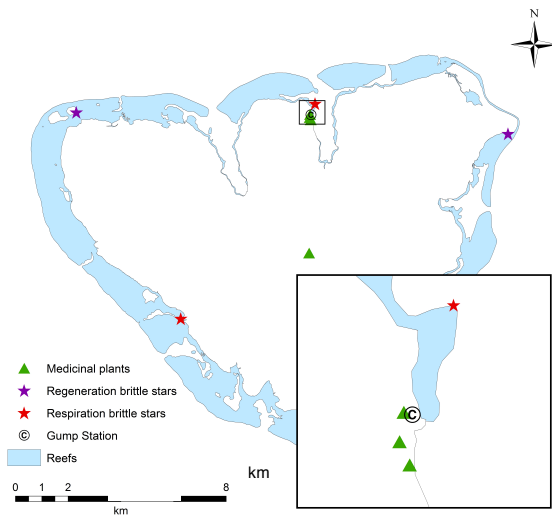 N
©
©
Medicinal plants
Regeneration brittle stars
Respiration brittle stars
© Gump Station
Reefs
km
0 1 2 8
km